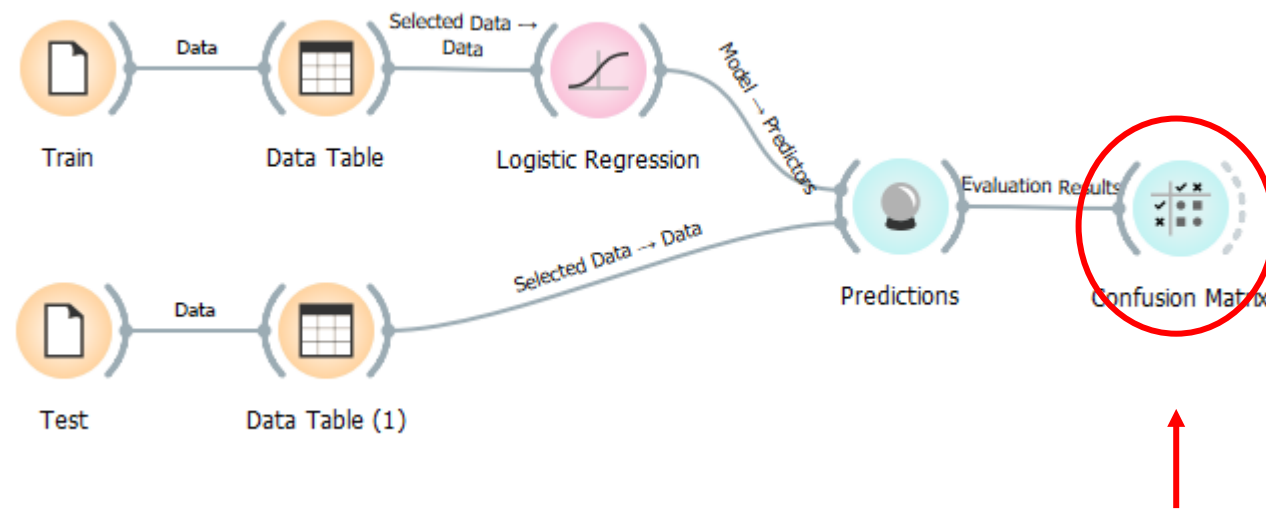 Selected Data →
Data
Data
Model → Predictors
Train
Data Table
Logistic Regression
Evaluation Results
Selected Data → Data
Predictions
Confusion Matrix
Data
Test
Data Table (1)